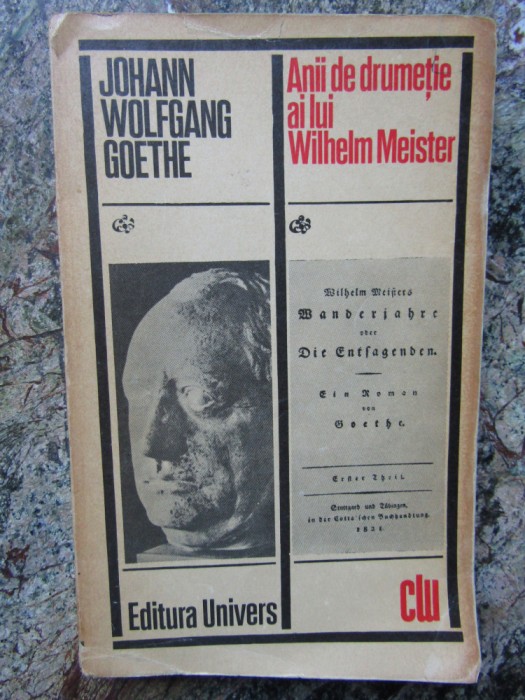 JOHANN
WOLFGANG
GOETHE
Anii de drumeție
ai lui
Wilhelm Meister
Wilhelm Meiſters
Wanderjahre
oder
Die Entſagenden.
Ein Roman
von
Goethe.
Erſter Theil.
Stuttgard und Tübingen,
in der Cotta'ſchen Buchhandlung.
1821.
Editura Univers
clu